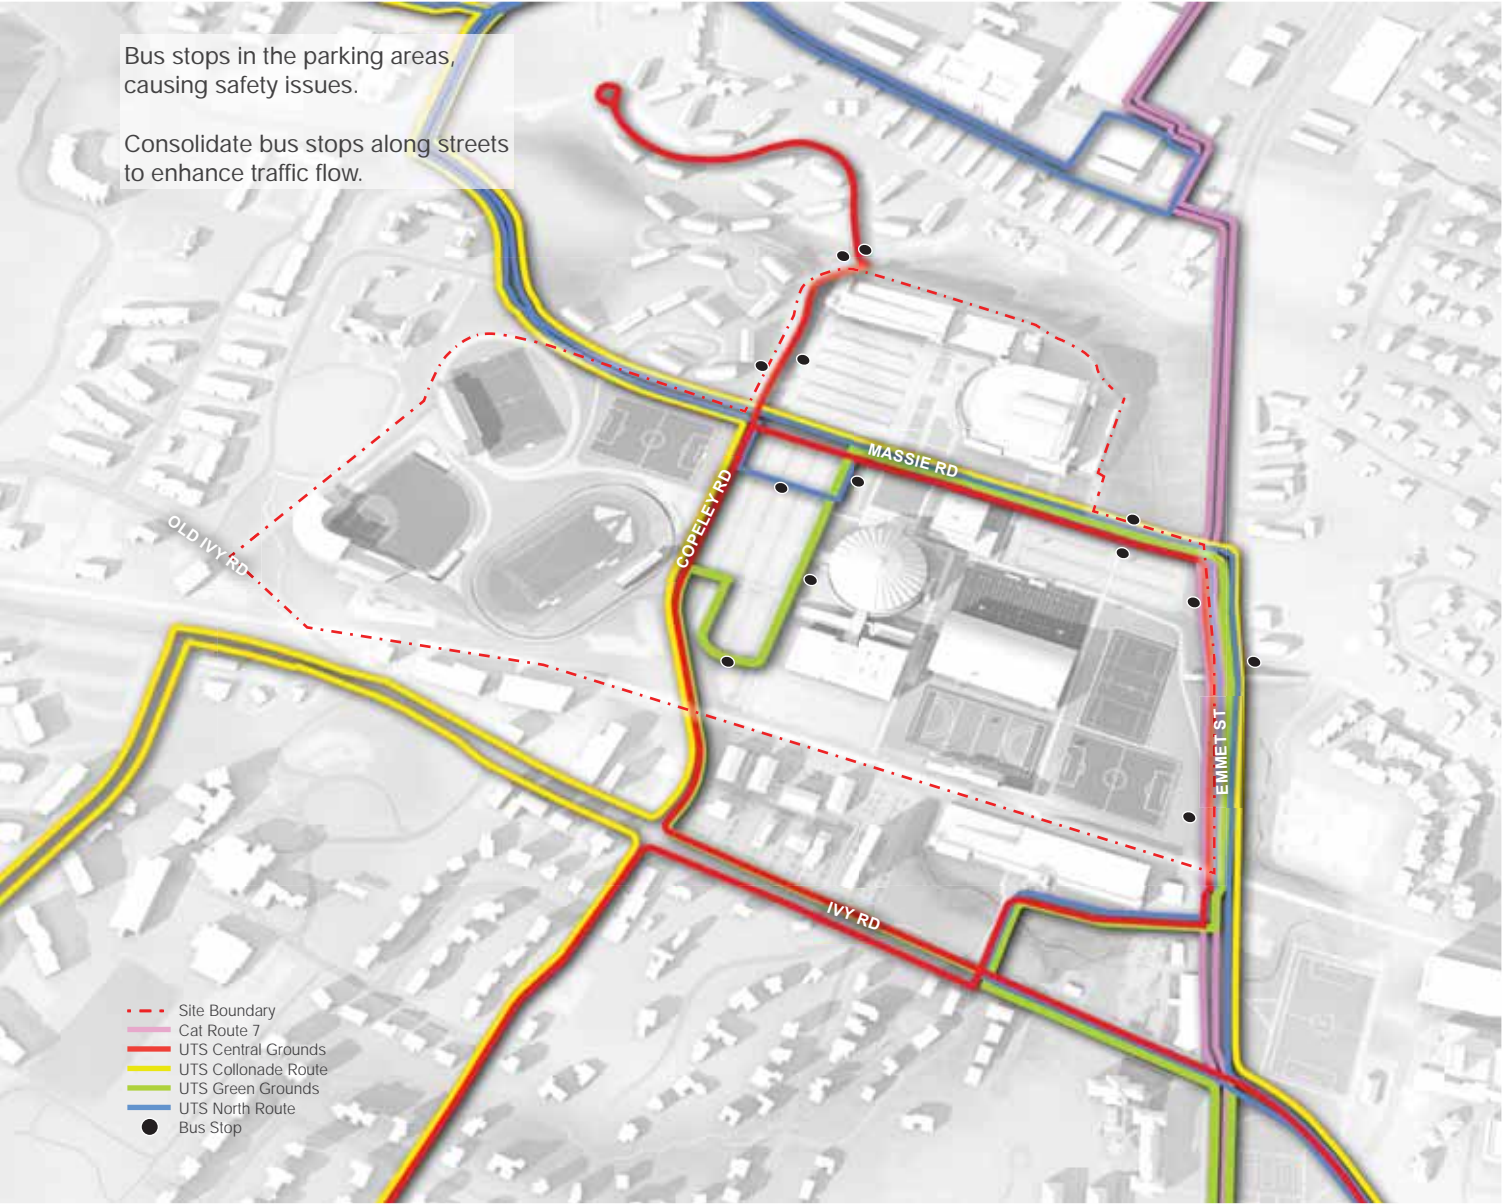 Bus stops in the parking areas,
causing safety issues.
Consolidate bus stops along streets
to enhance traffic flow.
MASSIE RD
COPELEY RD
OLD IVY RD
EMMET ST
IVY RD
Site Boundary
Cat Route 7
UTS Central Grounds
UTS Collonade Route
UTS Green Grounds
UTS North Route
Bus Stop